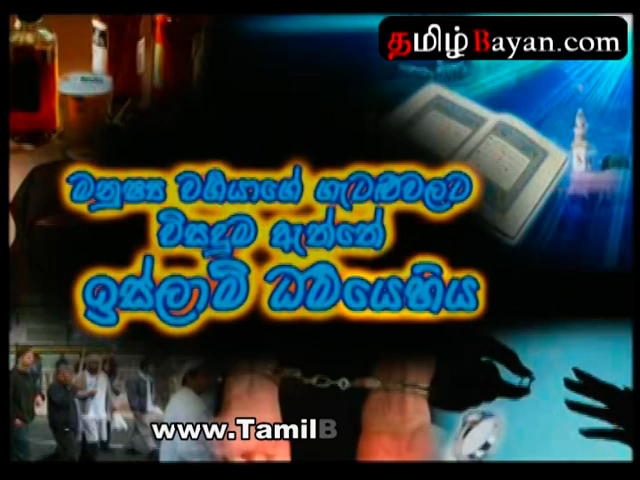 தமிழ்Bayan.com
මනුෂ්‍ය වර්ගයාගේ ගැටළුවලට
විසඳුම ඇත්තේ
ඉස්ලාම් ධර්මයෙහිය
www.TamilB